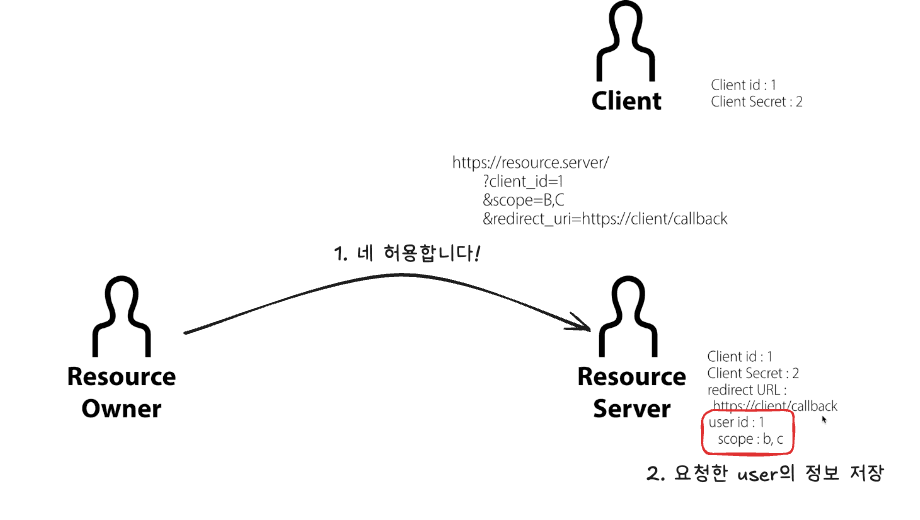 Client
Client id : 1
Client Secret : 2
https://resource.server/
?client_id=1
&scope=B,C
&redirect_uri=https://client/callback
1. 네 허용합니다!
Resource
Owner
Resource
Server
Client id : 1
Client Secret : 2
redirect URL :
https://client/callback
user id : 1
scope : b, c
2. 요청한 user의 정보 저장